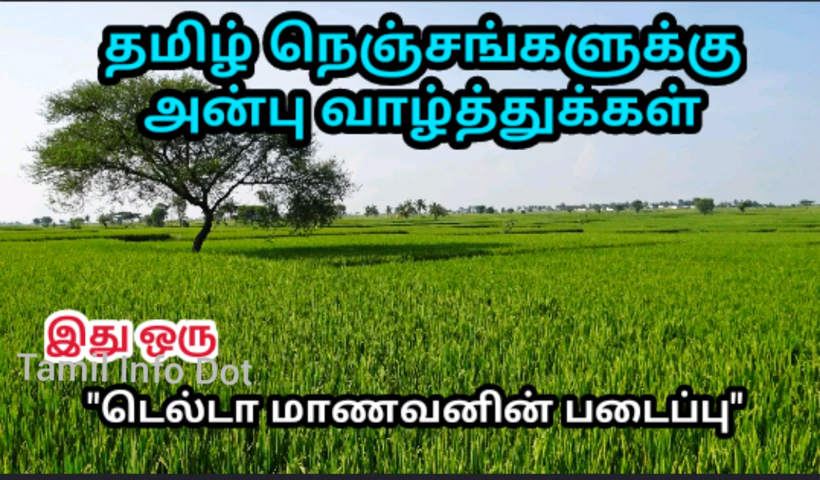 தமிழ் நெஞ்சங்களுக்கு
அன்பு வாழ்த்துக்கள்
இது ஒரு
Tamil Info Dot
"டெல்டா மாணவனின் படைப்பு"